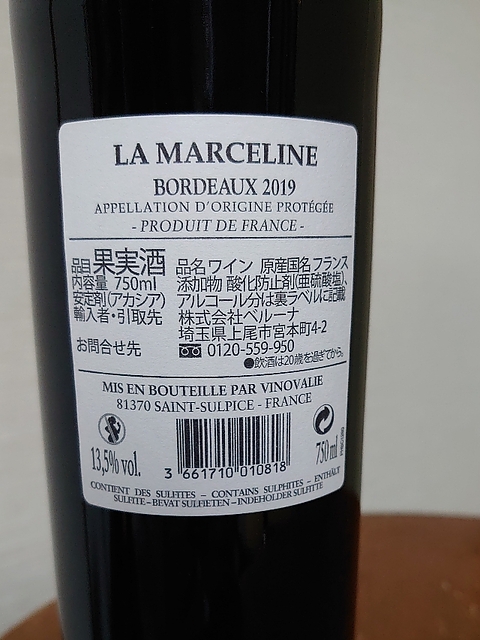 LA MARCELINE
BORDEAUX 2019
APPELLATION D'ORIGINE PROTÉGÉE
- PRODUIT DE FRANCE -
品目 果実酒 品名 ワイン 原産国名 フランス
内容量 750ml 添加物 酸化防止剤(亜硫酸塩)、
安定剤(アカシア) アルコール分は裏ラベルに記載
輸入者・引取先 株式会社ベルーナ
埼玉県上尾市宮本町4-2
お問合せ先 0120-559-950
●飲酒は20歳を過ぎてから。
MIS EN BOUTEILLE PAR VINOVALIE
81370 SAINT-SULPICE - FRANCE
13,5% vol.
3 661710 010818
750 ml
CONTIENT DES SULFITES – CONTAINS SULPHITES – ENTHÄLT
SULFITE – BEVAT SULFIETEN – INDEHOLDER SULFITTE